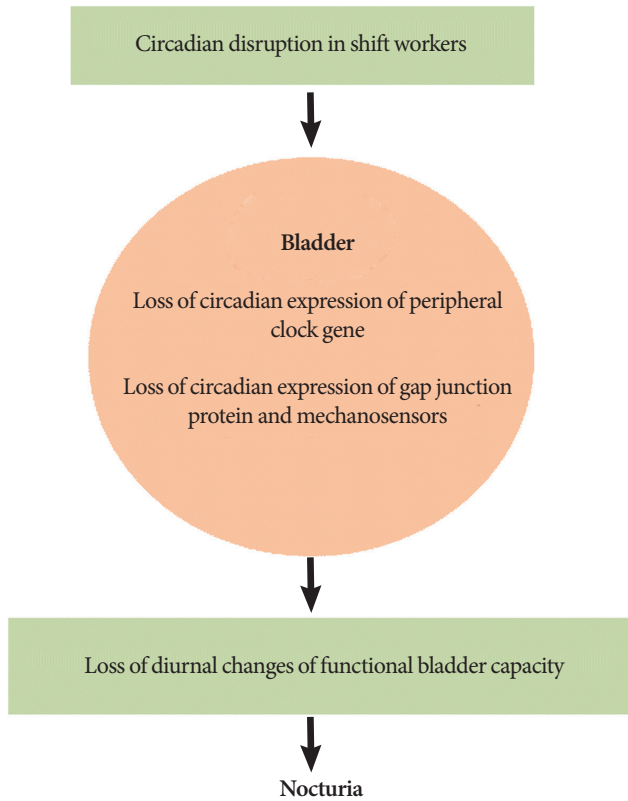 Circadian disruption in shift workers
Bladder
Loss of circadian expression of peripheral
clock gene
Loss of circadian expression of gap junction
protein and mechanosensors
Loss of diurnal changes of functional bladder capacity
Nocturia